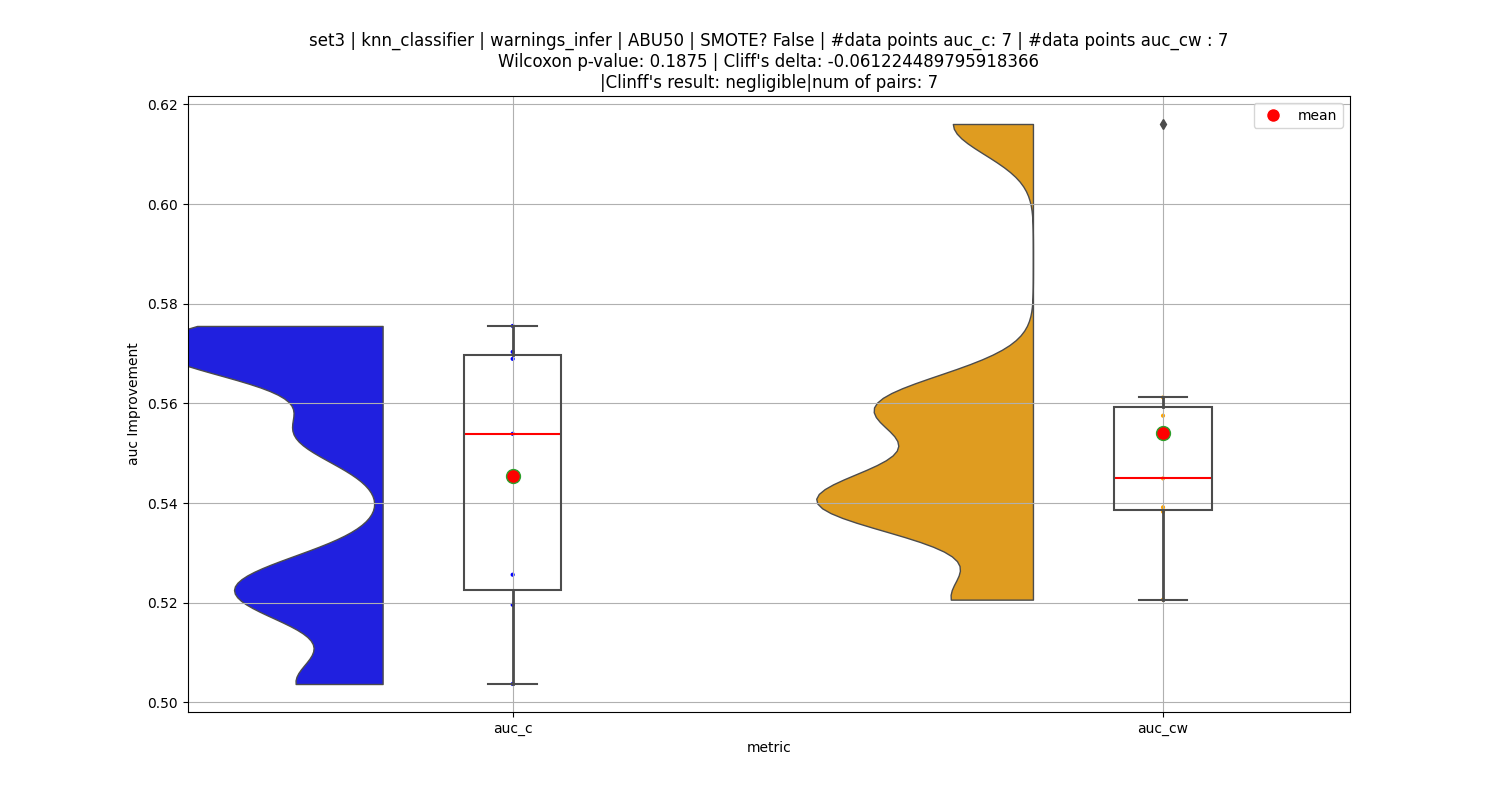 set3 | knn_classifier | warnings_infer | ABU50 | SMOTE? False | #data points auc_c: 7 | #data points auc_cw : 7
Wilcoxon p-value: 0.1875 | Cliff's delta: -0.061224489795918366
|Clinff's result: negligible|num of pairs: 7
0.62
mean
0.60
0.58
auc Improvement
0.56
0.54
0.52
0.50
auc_c
auc_cw
metric